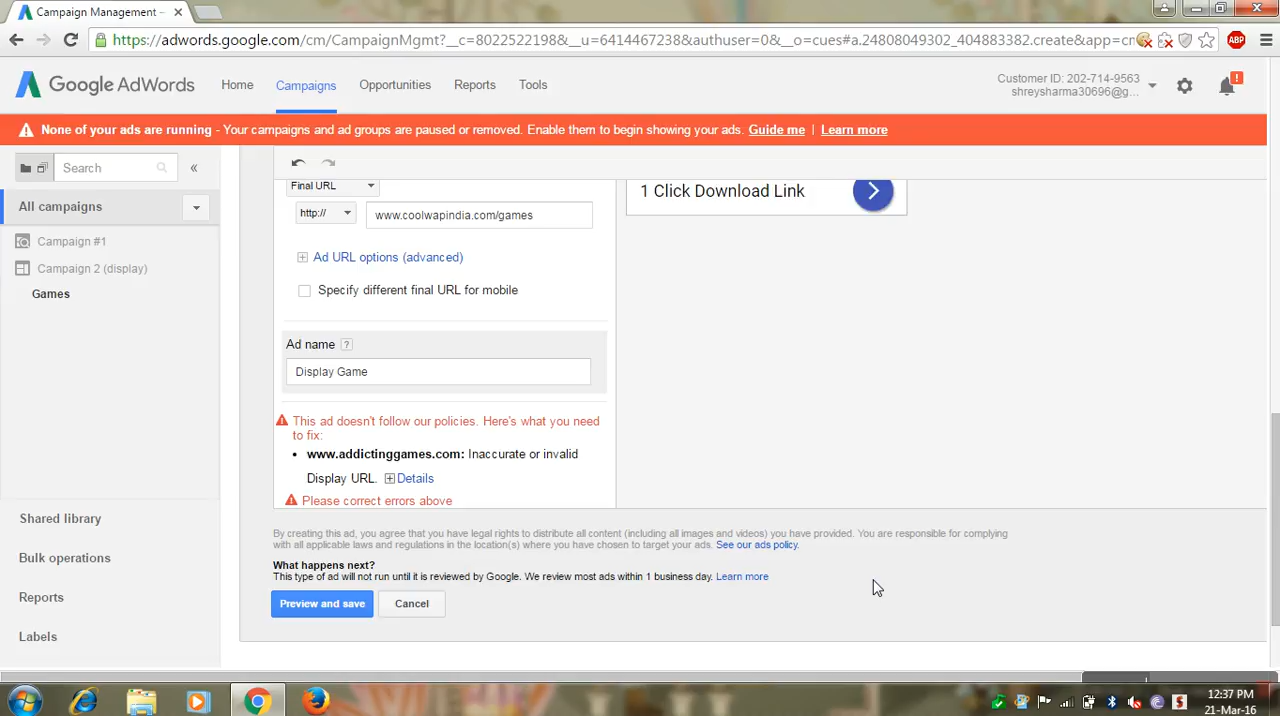 Campaign Management –
https://adwords.google.com/cm/CampaignMgmt?__c=8022522198&__u=6414467238&authuser=0&__o=cues#a.24808049302_404883382.create&app=cm
ABP
Google AdWords
Home
Campaigns
Opportunities
Reports
Tools
Customer ID: 202-714-9563
shreysharma30696@g...
!
None of your ads are running - Your campaigns and ad groups are paused or removed. Enable them to begin showing your ads. Guide me | Learn more
Search
«
All campaigns
Campaign #1
Campaign 2 (display)
Games
Shared library
Bulk operations
Reports
Labels
Final URL
http://
www.coolwapindia.com/games
Ad URL options (advanced)
Specify different final URL for mobile
Ad name ?
Display Game
This ad doesn't follow our policies. Here's what you need
to fix:
• www.addictinggames.com: Inaccurate or invalid
Display URL. Details
Please correct errors above
1 Click Download Link
By creating this ad, you agree that you have legal rights to distribute all content (including all images and videos) you have provided. You are responsible for complying
with all applicable laws and regulations in the location(s) where you have chosen to target your ads. See our ads policy.
What happens next?
This type of ad will not run until it is reviewed by Google. We review most ads within 1 business day. Learn more
Preview and save
Cancel
12:37 PM
21-Mar-16